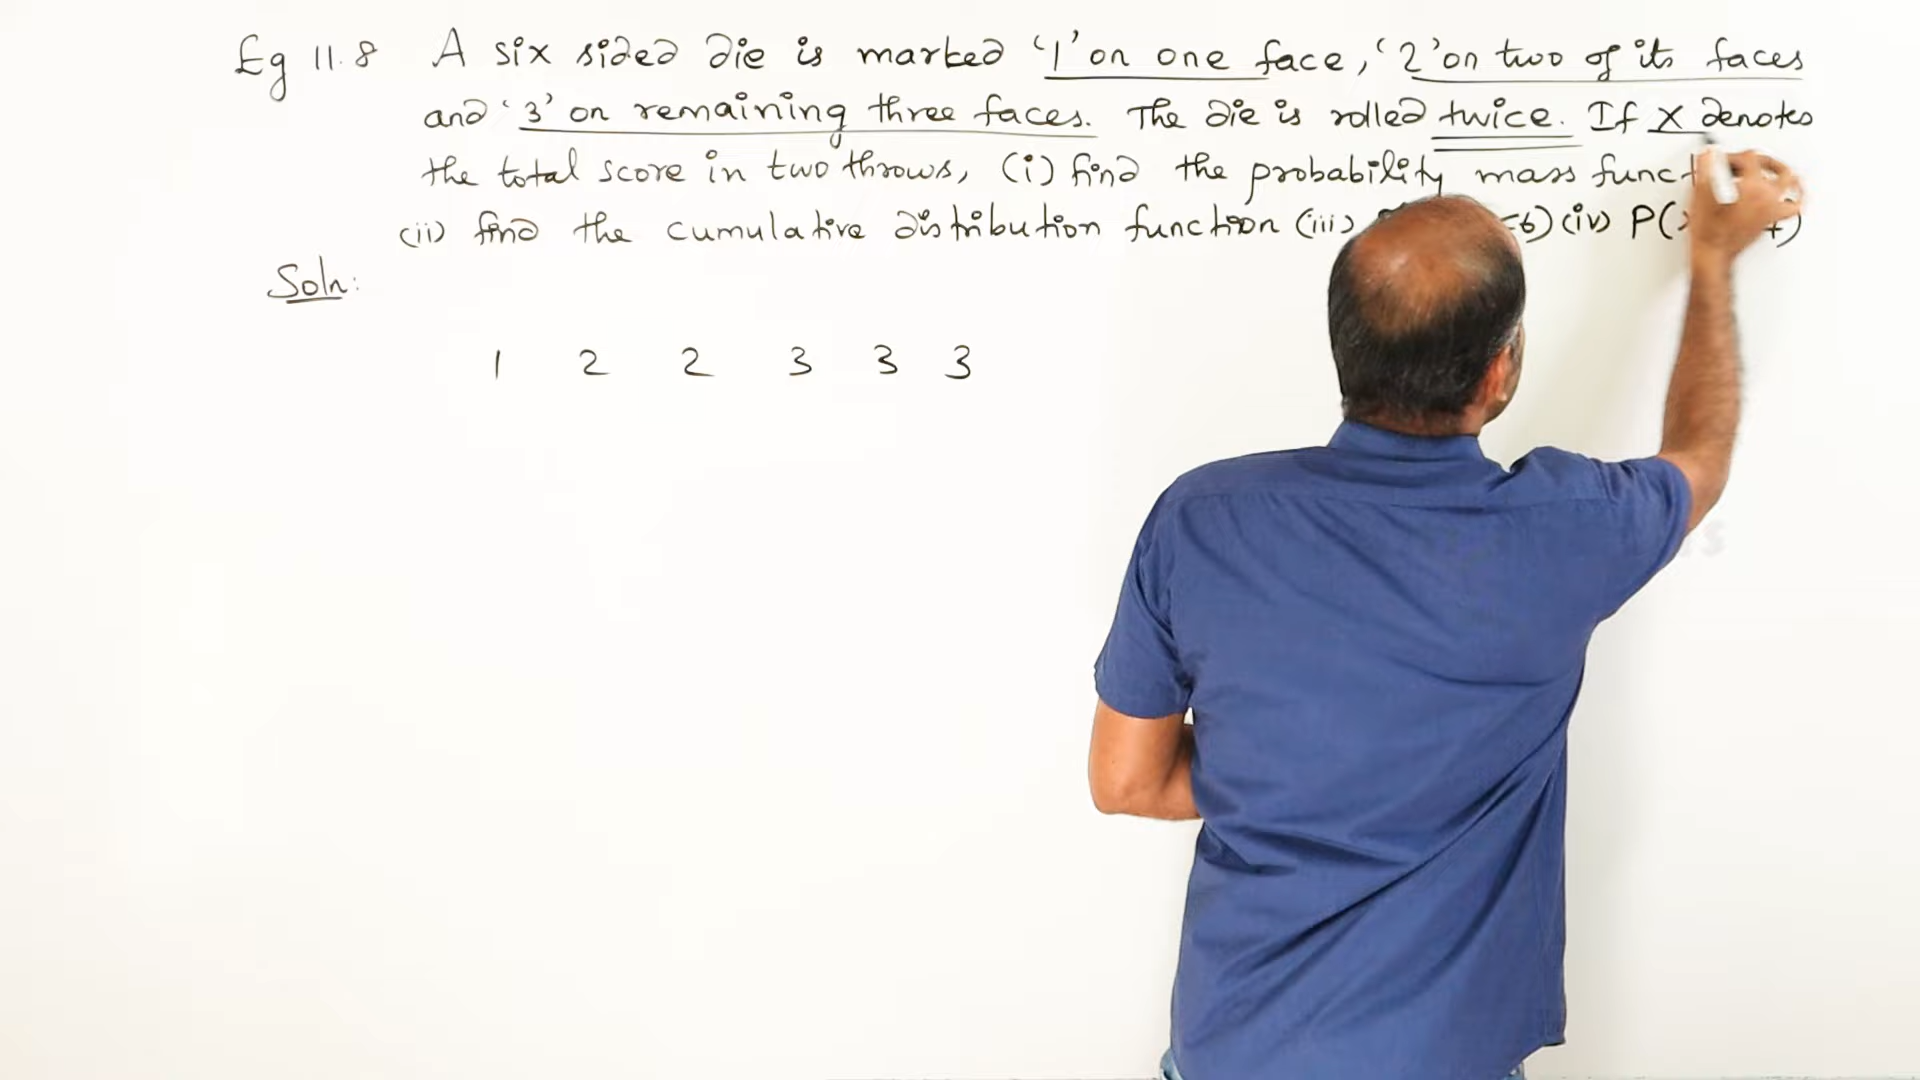 Eg 11.8 A six sided die is marked '1' on one face, '2' on two of its faces
and '3' on remaining three faces. The die is rolled twice. If X denotes
the total score in two throws, (i) find the probability mass funct
(ii) find the cumulative distribution function (iii) 6) (iv) P(
Soln:
1 2 2 3 3 3